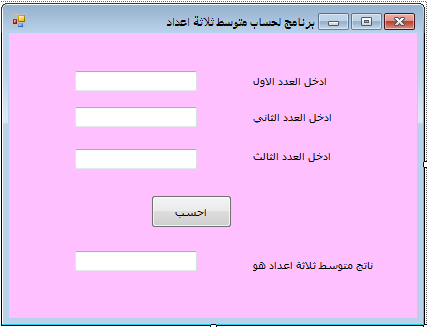 برنامج لحساب متوسط ثلاثة اعداد
ادخل العدد الاول
ادخل العدد الثاني
ادخل العدد الثالث
احسب
ناتج متوسط ثلاثة اعداد هو